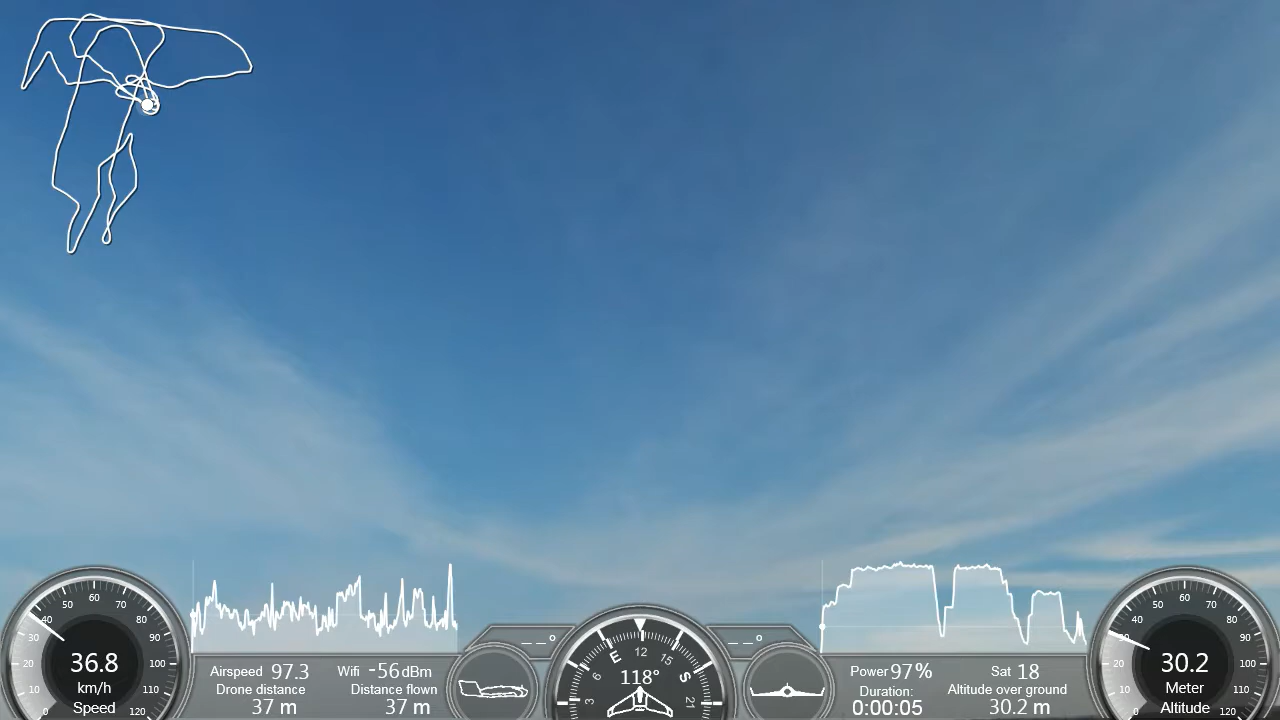 50 60 70
40 80
30 90
20 100
10 110
0 120
36.8
km/h
Speed
Airspeed 97.3 Wifi -56 dBm
Drone distance Distance flown
37 m 37 m
– – °
3 6 E 12 15 S 21
118°
– – °
Power 97% Sat 18
Duration: Altitude over ground
0:00:05 30.2 m
50 60 70
40 80
30 90
20 100
10 110
0 120
30.2
Meter
Altitude